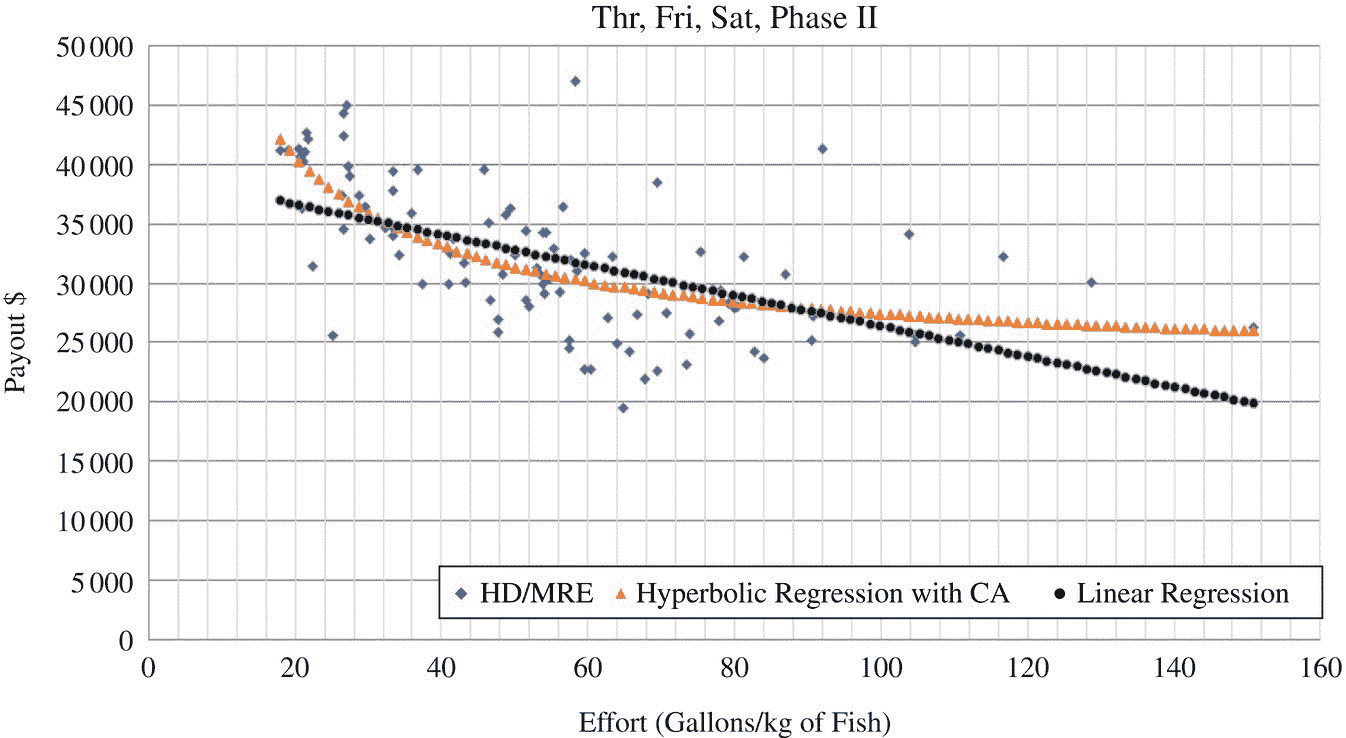 Thr, Fri, Sat, Phase II
50 000
45 000
40 000
35 000
30 000
25 000
20 000
15 000
10 000
5 000
0
Payout $
HD/MRE Hyperbolic Regression with CA Linear Regression
0 20 40 60 80 100 120 140 160
Effort (Gallons/kg of Fish)